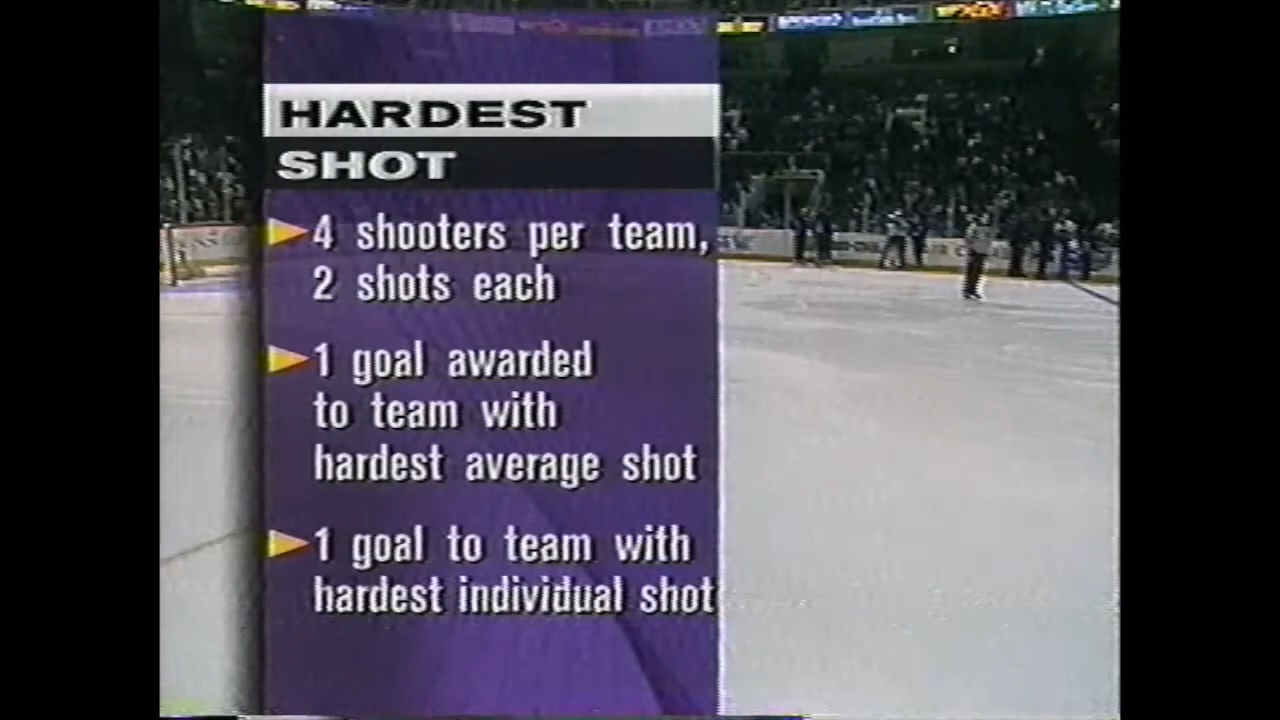 HARDEST
SHOT
4 shooters per team,
2 shots each
1 goal awarded
to team with
hardest average shot
1 goal to team with
hardest individual shot